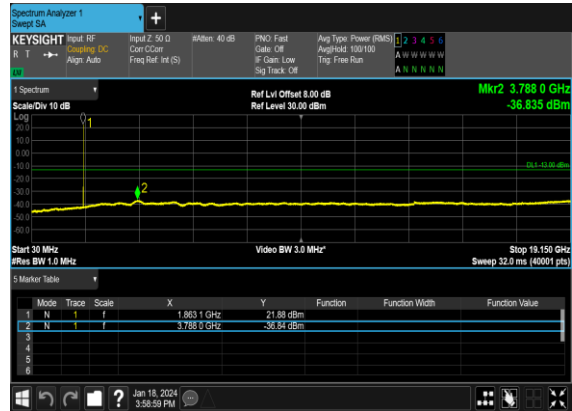 Spectrum Analyzer 1
Swept SA
+
KEYSIGHT Input: RF Input Z: 50 Ω #Atten: 40 dB PNO: Fast Avg Type: Power (RMS) 1 2 3 4 5 6
R T Coupling: DC Corr CCorr Gate: Off Avg|Hold: 100/100 A W W W W W
Align: Auto Freq Ref: Int (S) IF Gain: Low Trig: Free Run A N N N N N
Sig Track: Off
LV
1 Spectrum Ref Lvl Offset 8.00 dB Mkr2 3.788 0 GHz
Scale/Div 10 dB Ref Level 30.00 dBm -36.835 dBm
Log
20.0 1
10.0
0.00
-10.0 DL1 -13.00 dBm
-20.0
-30.0 2
-40.0
-50.0
-60.0
Start 30 MHz Video BW 3.0 MHz* Stop 19.150 GHz
#Res BW 1.0 MHz Sweep 32.0 ms (40001 pts)
5 Marker Table
Mode Trace Scale X Y Function Function Width Function Value
1 N 1 f 1.863 1 GHz 21.88 dBm
2 N 1 f 3.788 0 GHz -36.84 dBm
3
4
5
6
? Jan 18, 2024
3:58:59 PM